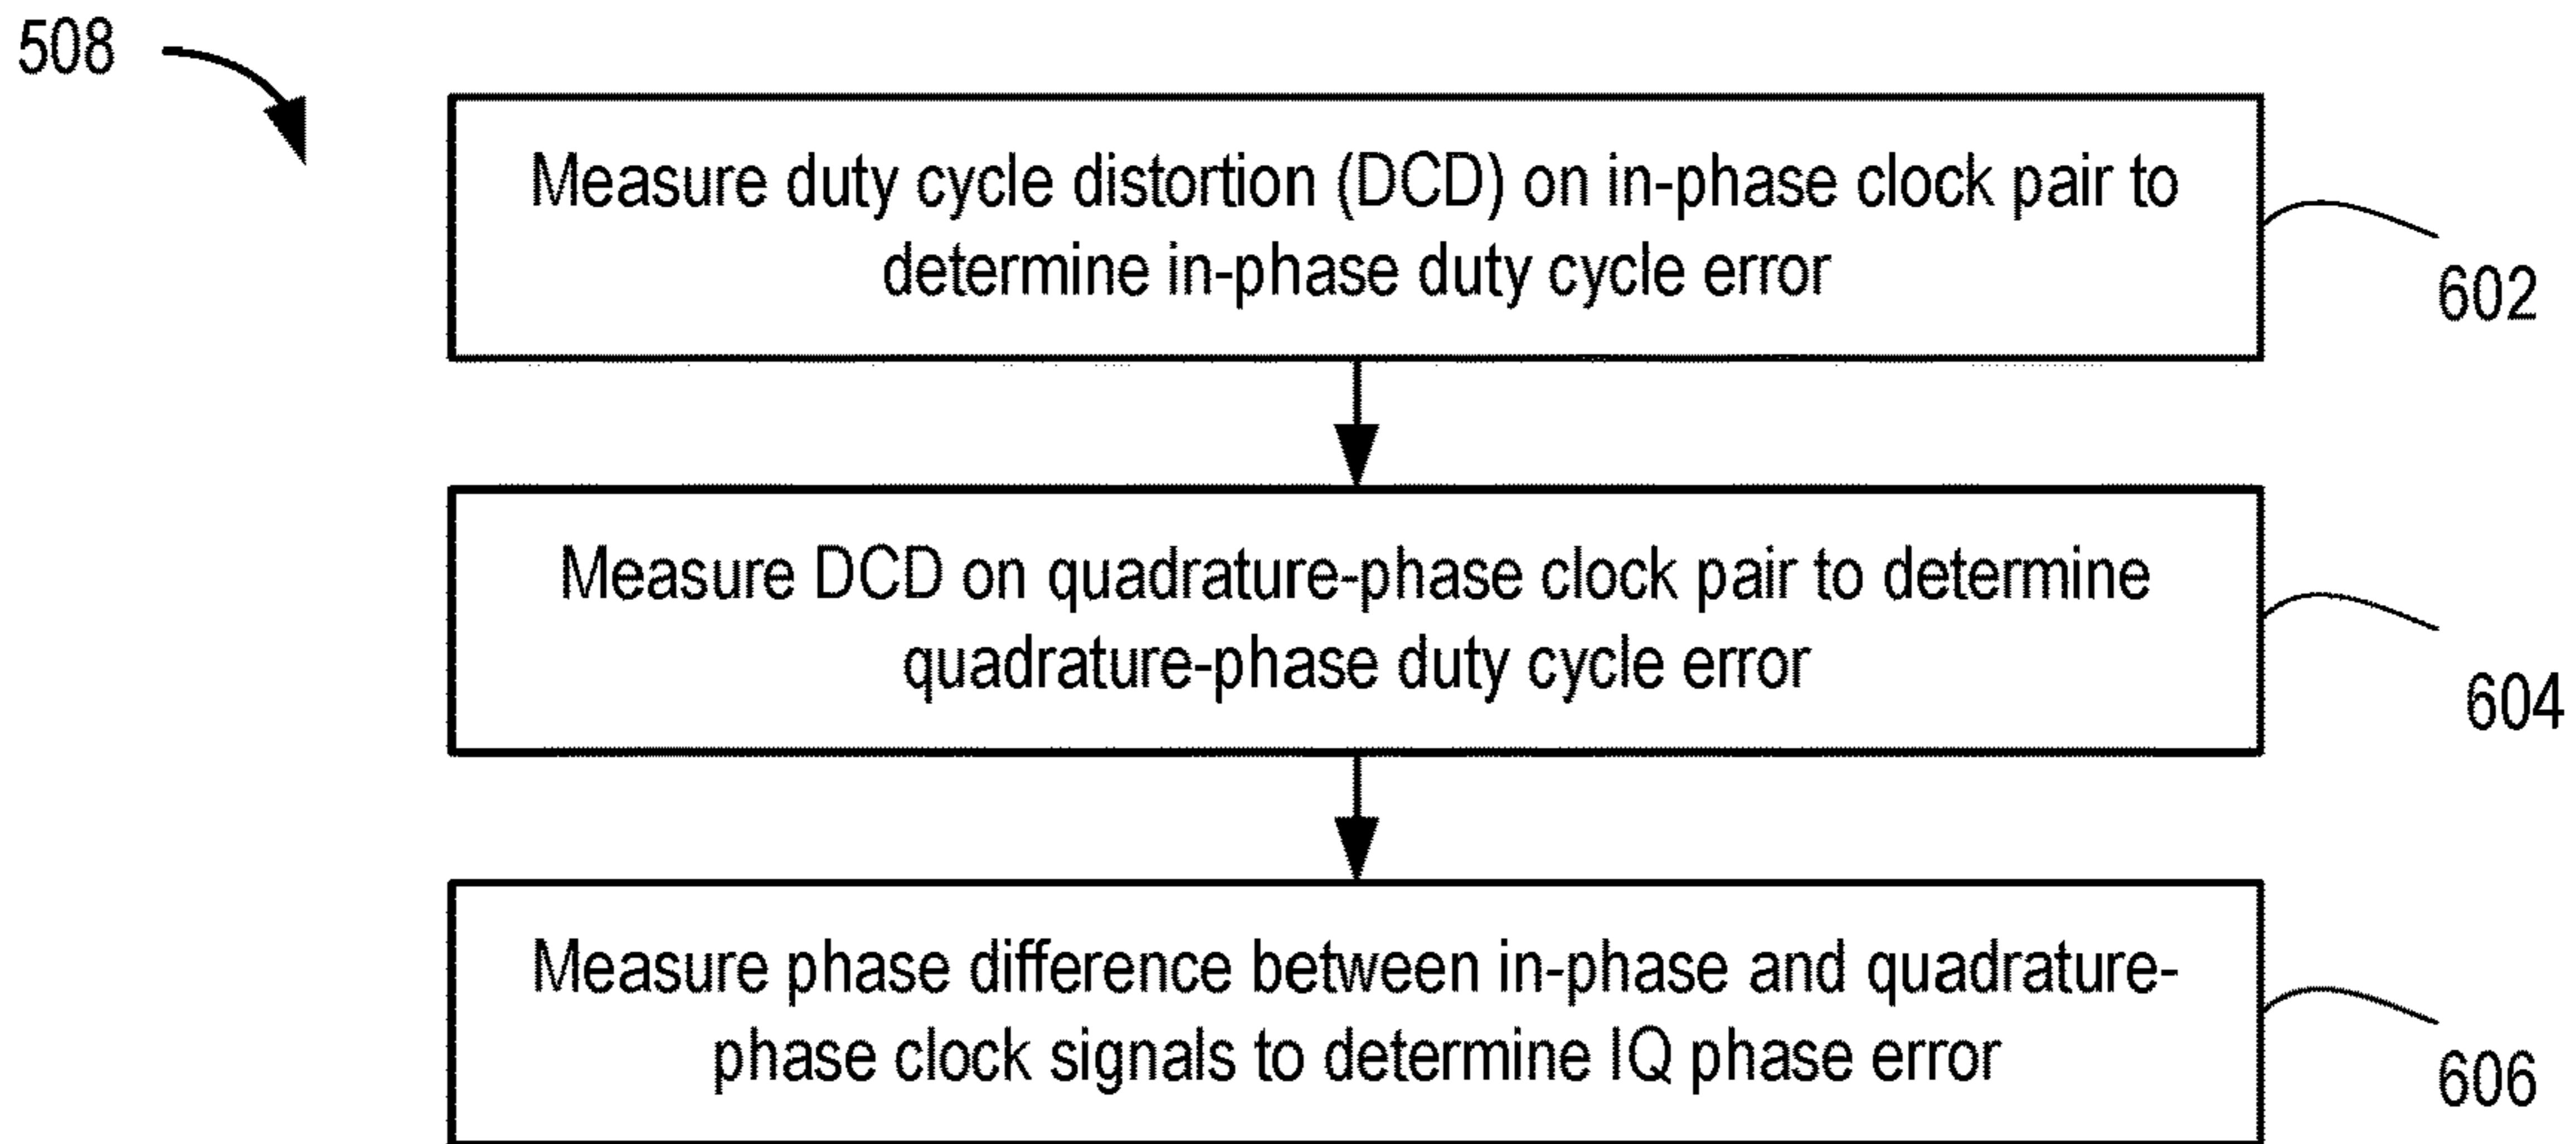 508
Measure duty cycle distortion (DCD) on in-phase clock pair to
determine in-phase duty cycle error
602
Measure DCD on quadrature-phase clock pair to determine
quadrature-phase duty cycle error
604
Measure phase difference between in-phase and quadrature-
phase clock signals to determine IQ phase error
606